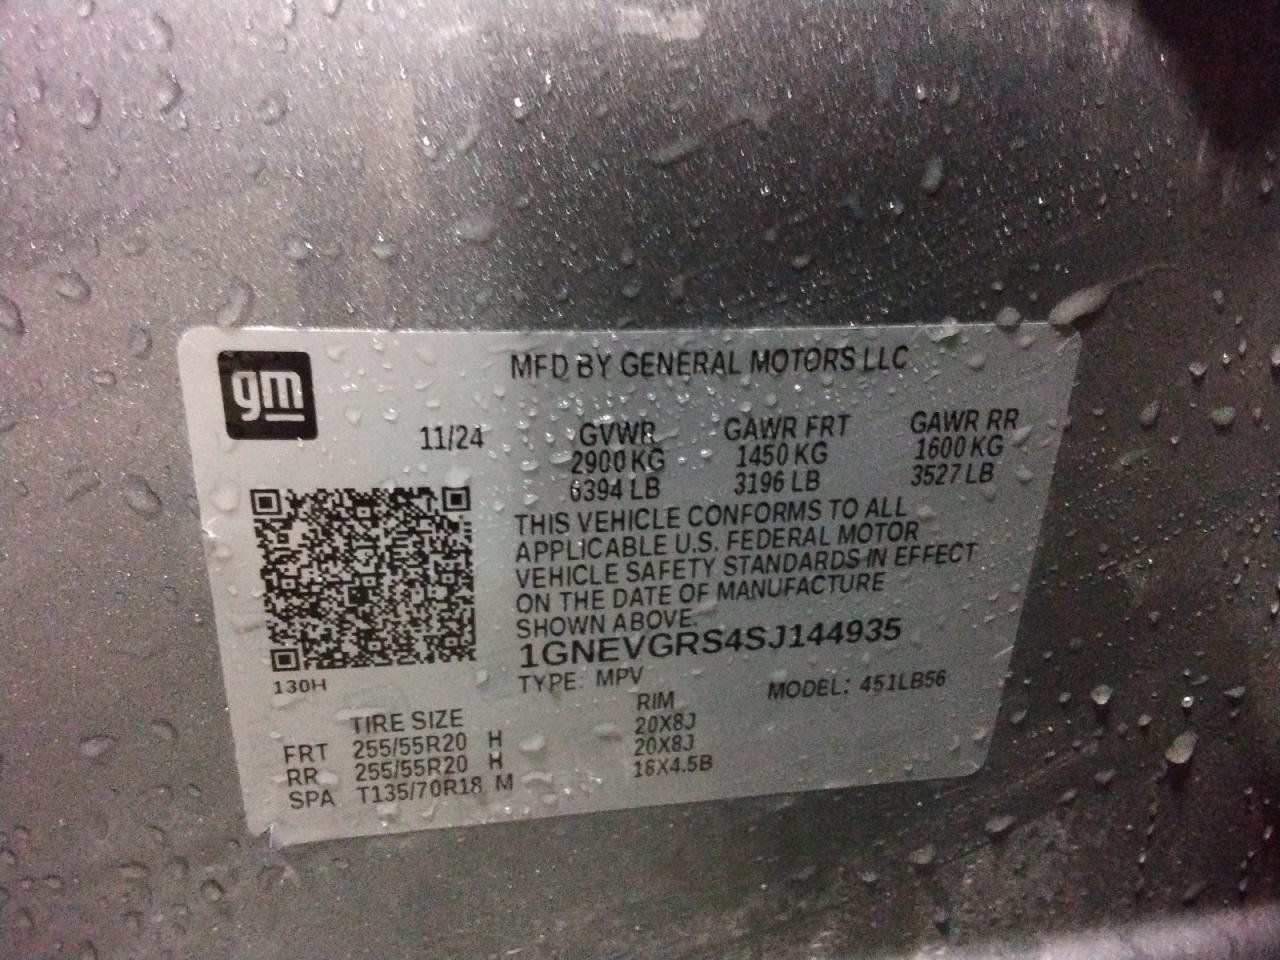 gm
MFD BY GENERAL MOTORS LLC
11/24
GVWR GAWR FRT GAWR RR
2900 KG 1450 KG 1600 KG
6394 LB 3196 LB 3527 LB
THIS VEHICLE CONFORMS TO ALL
APPLICABLE U.S. FEDERAL MOTOR
VEHICLE SAFETY STANDARDS IN EFFECT
ON THE DATE OF MANUFACTURE
SHOWN ABOVE.
1GNEVGRS4SJ144935
130H
TYPE: MPV MODEL: 451LB56
TIRE SIZE RIM
FRT 255/55R20 H 20X8J
RR 255/55R20 H 20X8J
SPA T135/70R18 M 18X4.5B